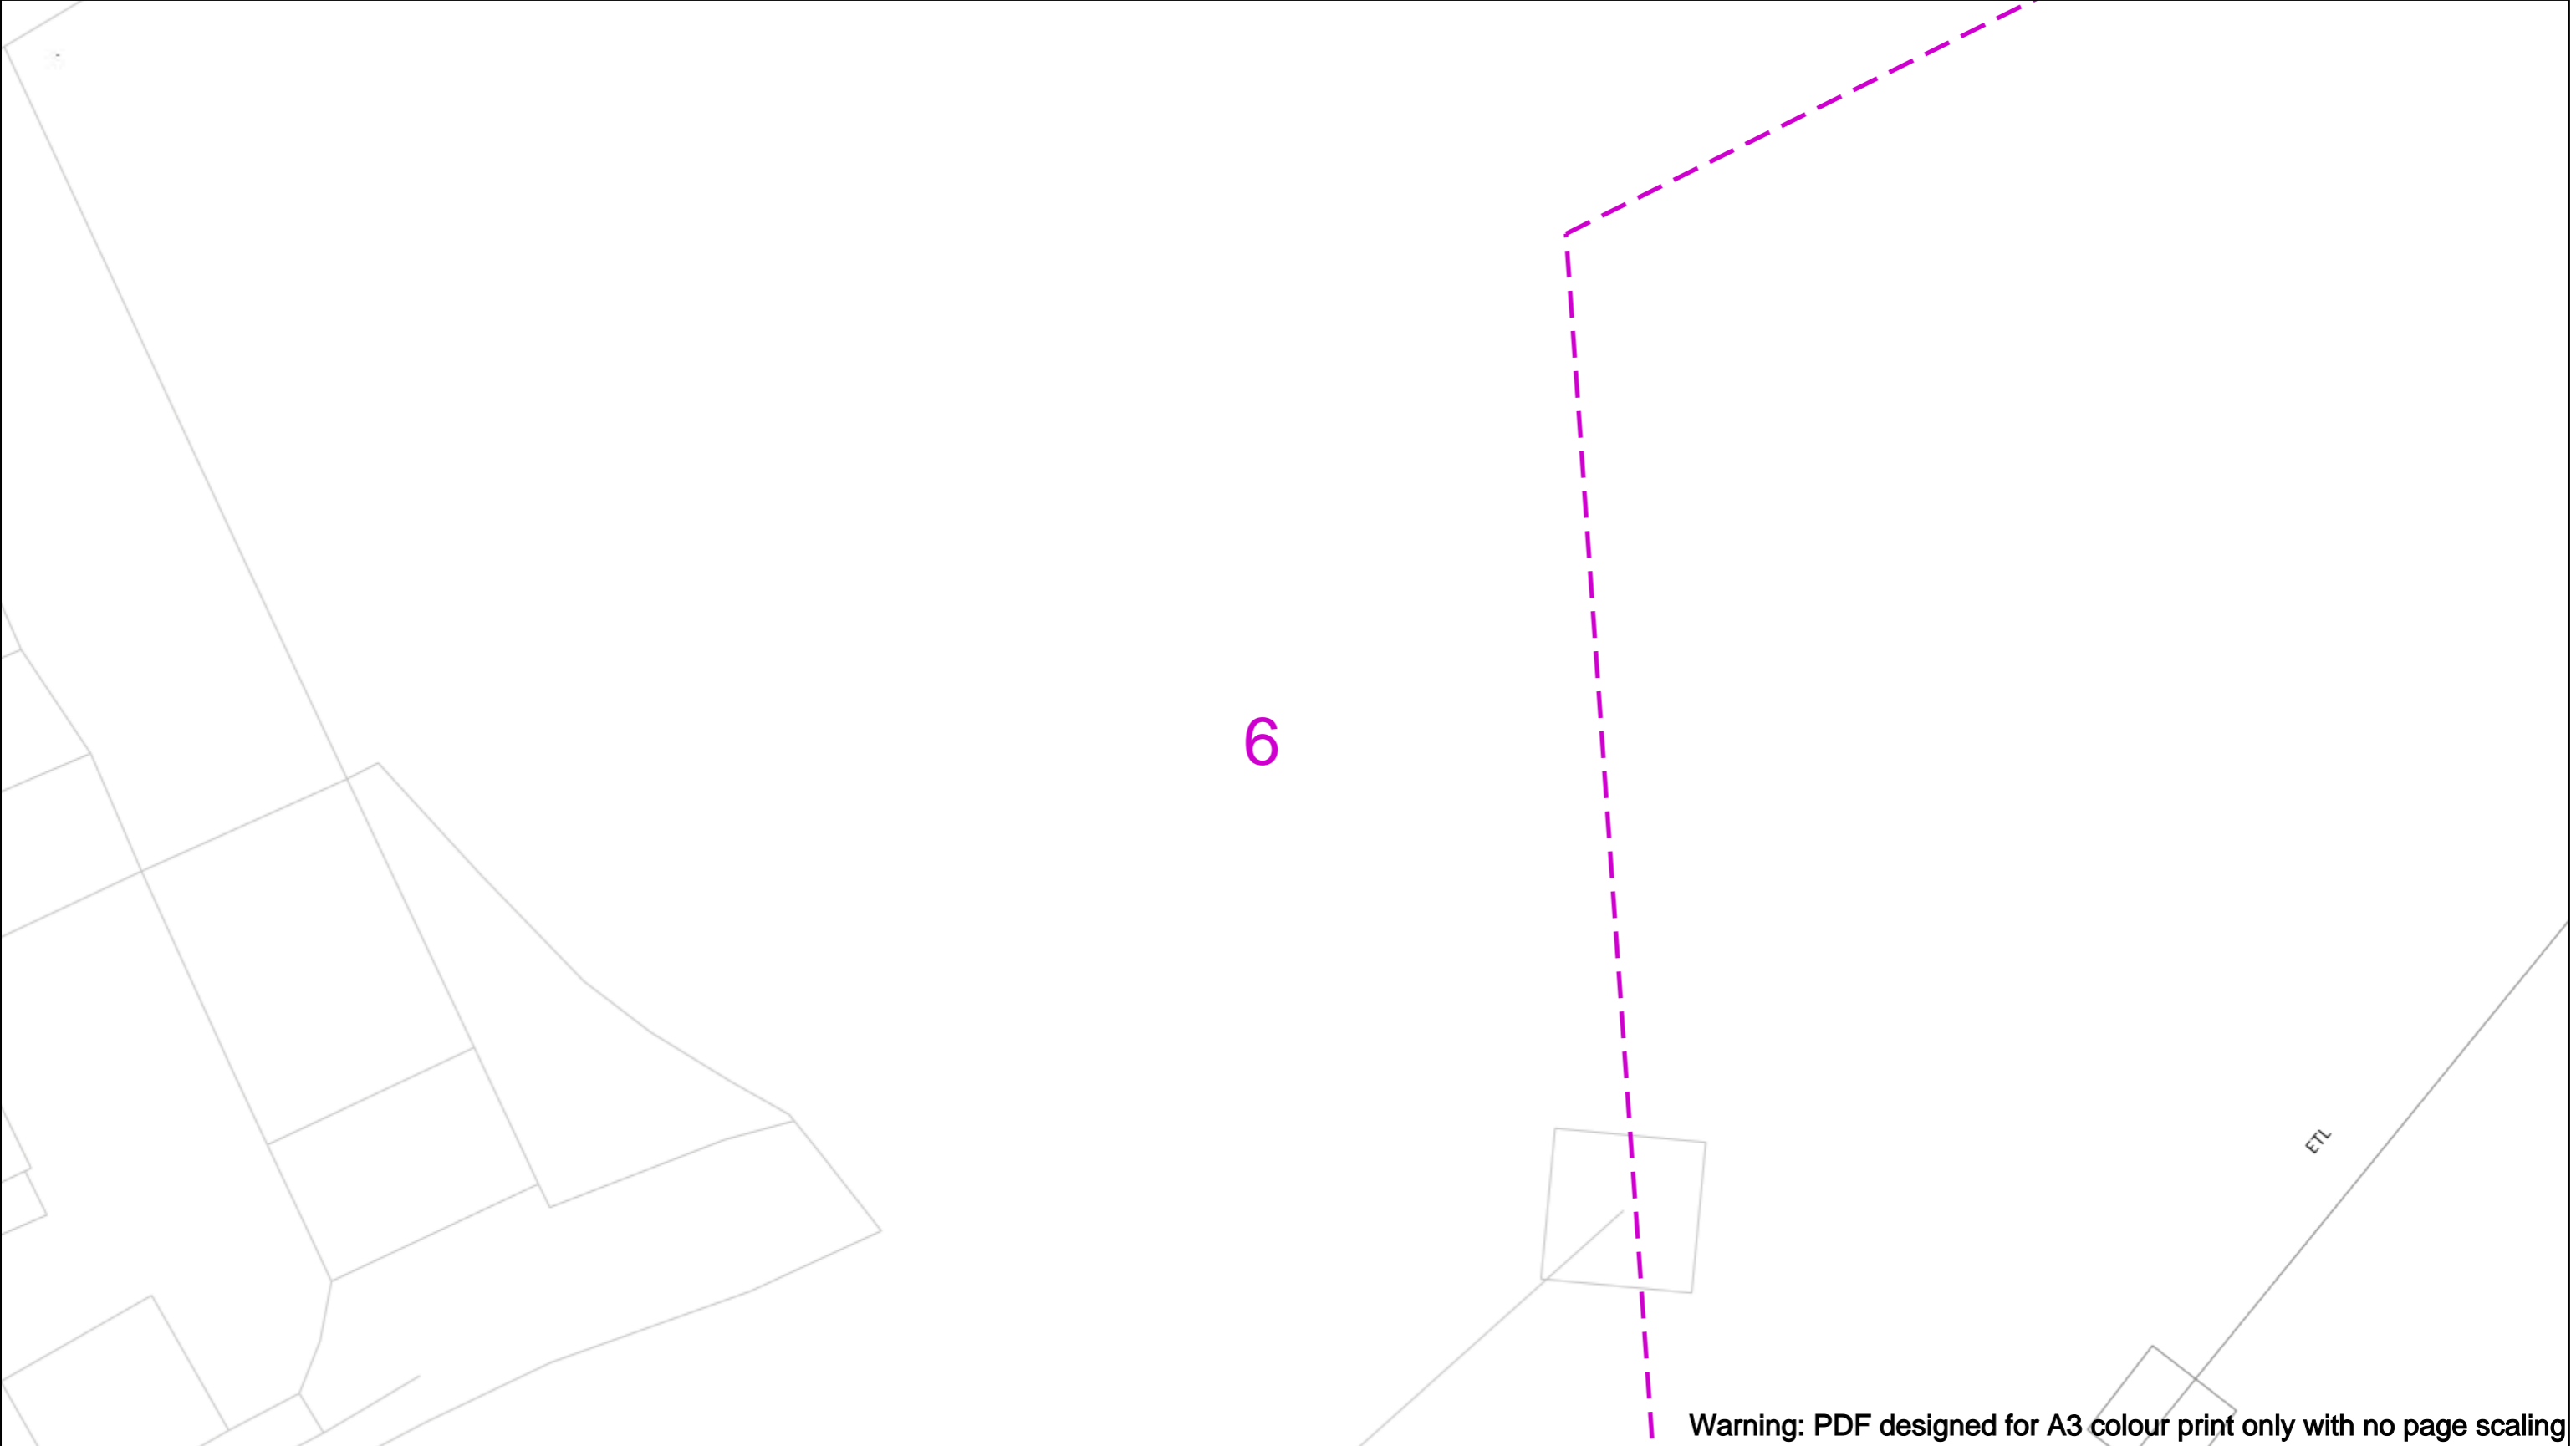 6
ETL
Warning: PDF designed for A3 colour print only with no page scaling